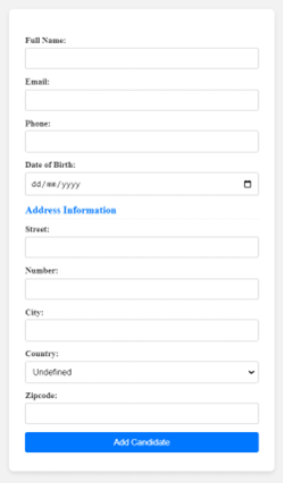 Full Name:
Email:
Phone:
Date of Birth:
dd/mm/yyyy
Address Information
Street:
Number:
City:
Country:
Undefined
Zipcode:
Add Candidate